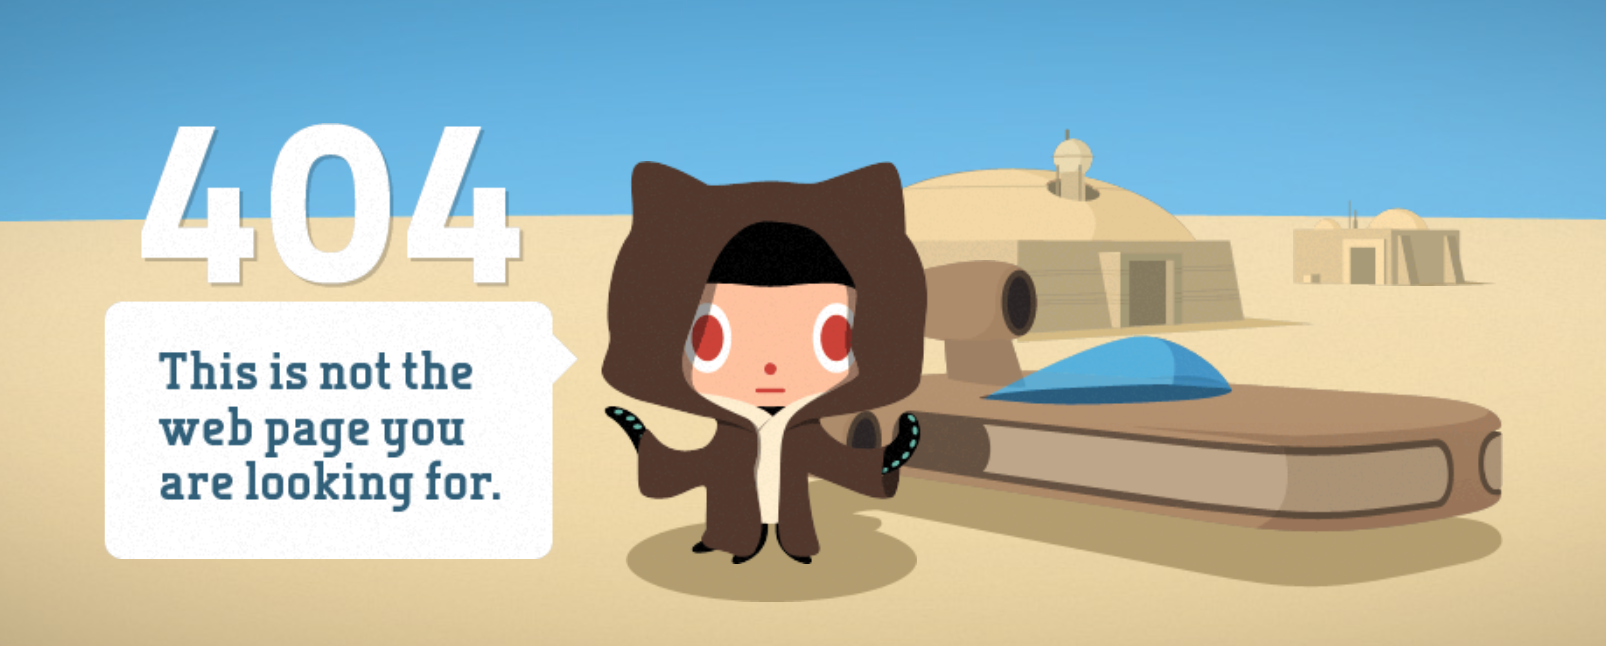 404
This is not the
web page you
are looking for.